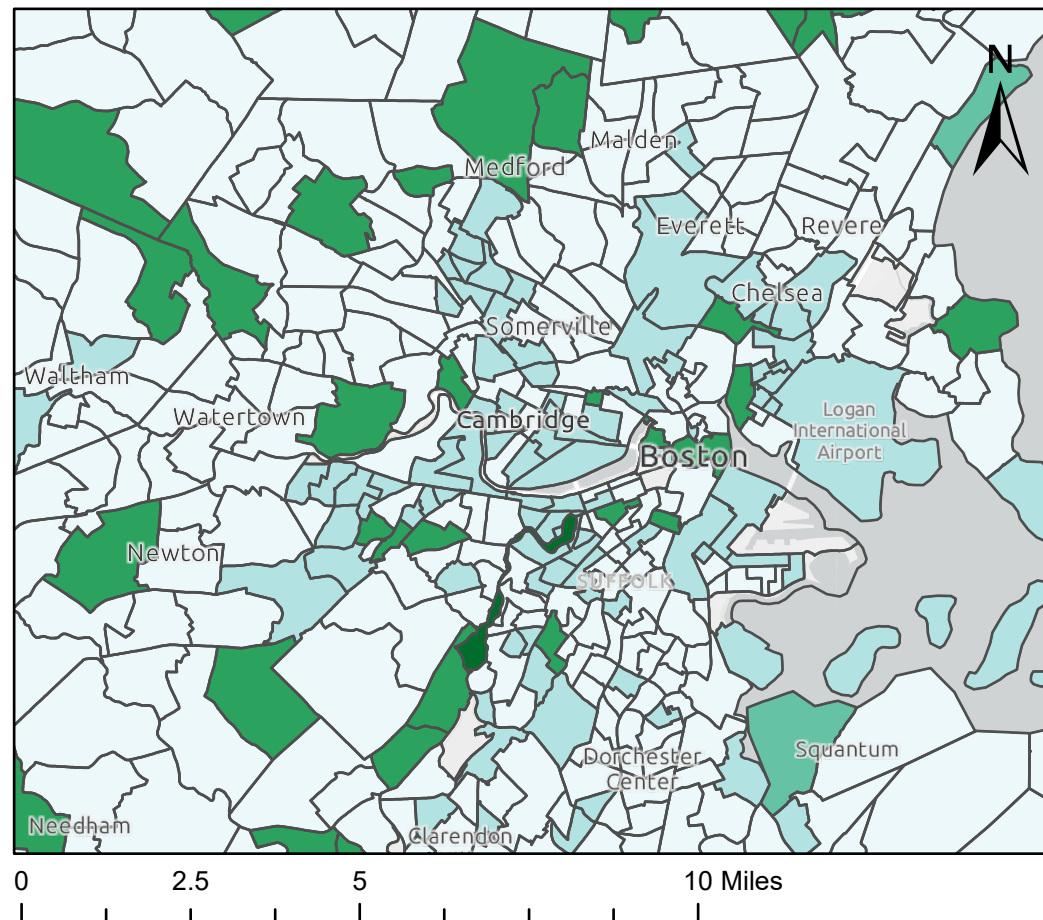 N
Malden
Medford
Everett
Revere
Chelsea
Somerville
Waltham
Watertown
Cambridge
Logan
International
Airport
Boston
Newton
SUFFOLK
Squantum
Dorchester
Center
Needham
Clarendon
0 2.5 5 10 Miles